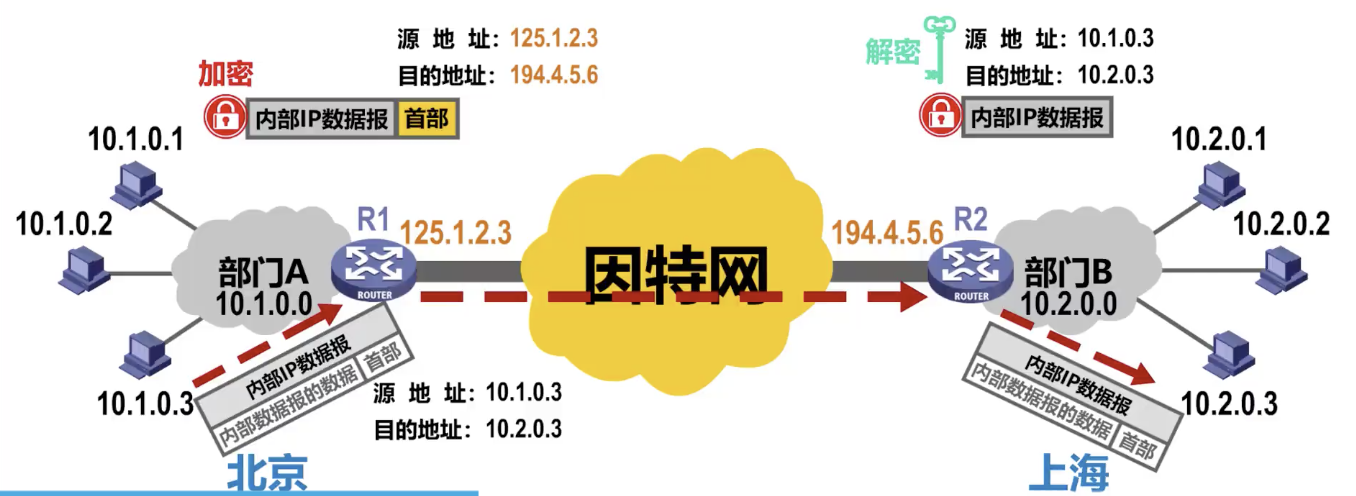 源 地 址：125.1.2.3
目的地址：194.4.5.6
加密
内部IP数据报 首部
解密
源 地 址：10.1.0.3
目的地址：10.2.0.3
内部IP数据报
10.1.0.1
10.1.0.2
10.1.0.3
部门A
10.1.0.0
R1
ROUTER
125.1.2.3
因特网
194.4.5.6
R2
ROUTER
部门B
10.2.0.0
10.2.0.1
10.2.0.2
10.2.0.3
内部IP数据报
内部数据报的数据 首部
源 地 址：10.1.0.3
目的地址：10.2.0.3
内部IP数据报
内部数据报的数据 首部
北京
上海